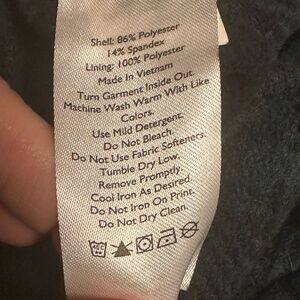 Shell: 86% Polyester
14% Spandex
Lining: 100% Polyester
Made In Vietnam
Turn Garment Inside Out.
Machine Wash Warm With Like
Colors.
Use Mild Detergent.
Do Not Bleach.
Do Not Use Fabric Softeners.
Tumble Dry Low.
Remove Promptly.
Cool Iron As Desired.
Do Not Iron On Print.
Do Not Dry Clean.